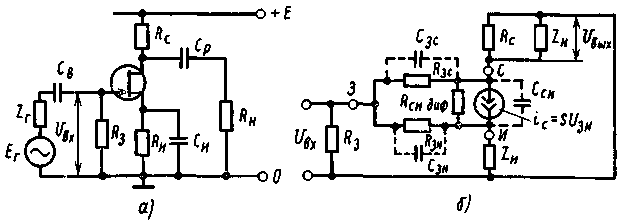 + E
R_c
C_p
C_в
Z_г
U_вх
R_з
R_и
C_и
R_н
E_г
0
а)
C_зс
R_зс
З
С
R_си диф
C_си
i_c = SU_зи
U_вх
R_з
R_зи
C_зи
И
Z_и
R_c
Z_н
U_вых
б)